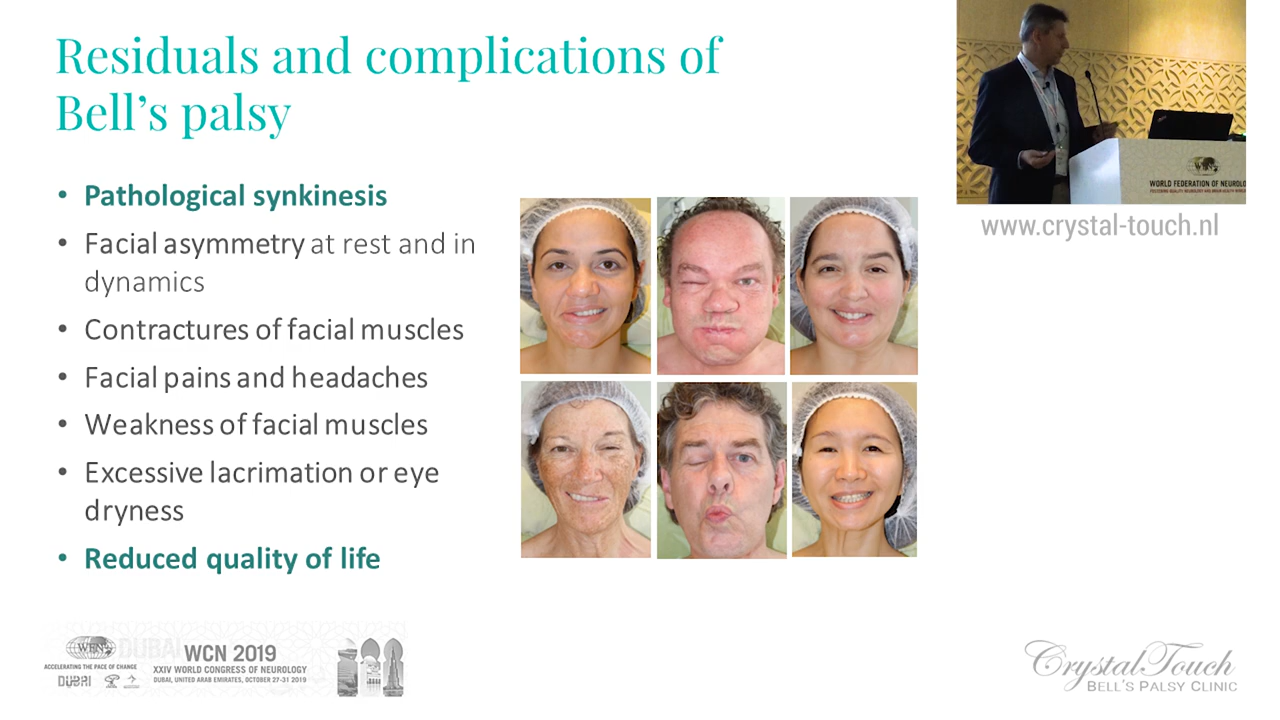 Residuals and complications of
Bell's palsy
• Pathological synkinesis
• Facial asymmetry at rest and in
dynamics
• Contractures of facial muscles
• Facial pains and headaches
• Weakness of facial muscles
• Excessive lacrimation or eye
dryness
• Reduced quality of life
WORLD FEDERATION OF NEUROLO
www.crystal-touch.nl
WFN
DUBAI
ACCELERATING THE PACE OF CHANGE
DUBAI
WCN 2019
XXIV WORLD CONGRESS OF NEUROLOGY
DUBAI, UNITED ARAB EMIRATES, OCTOBER 27-31 2019
Crystal Touch
BELL'S PALSY CLINIC